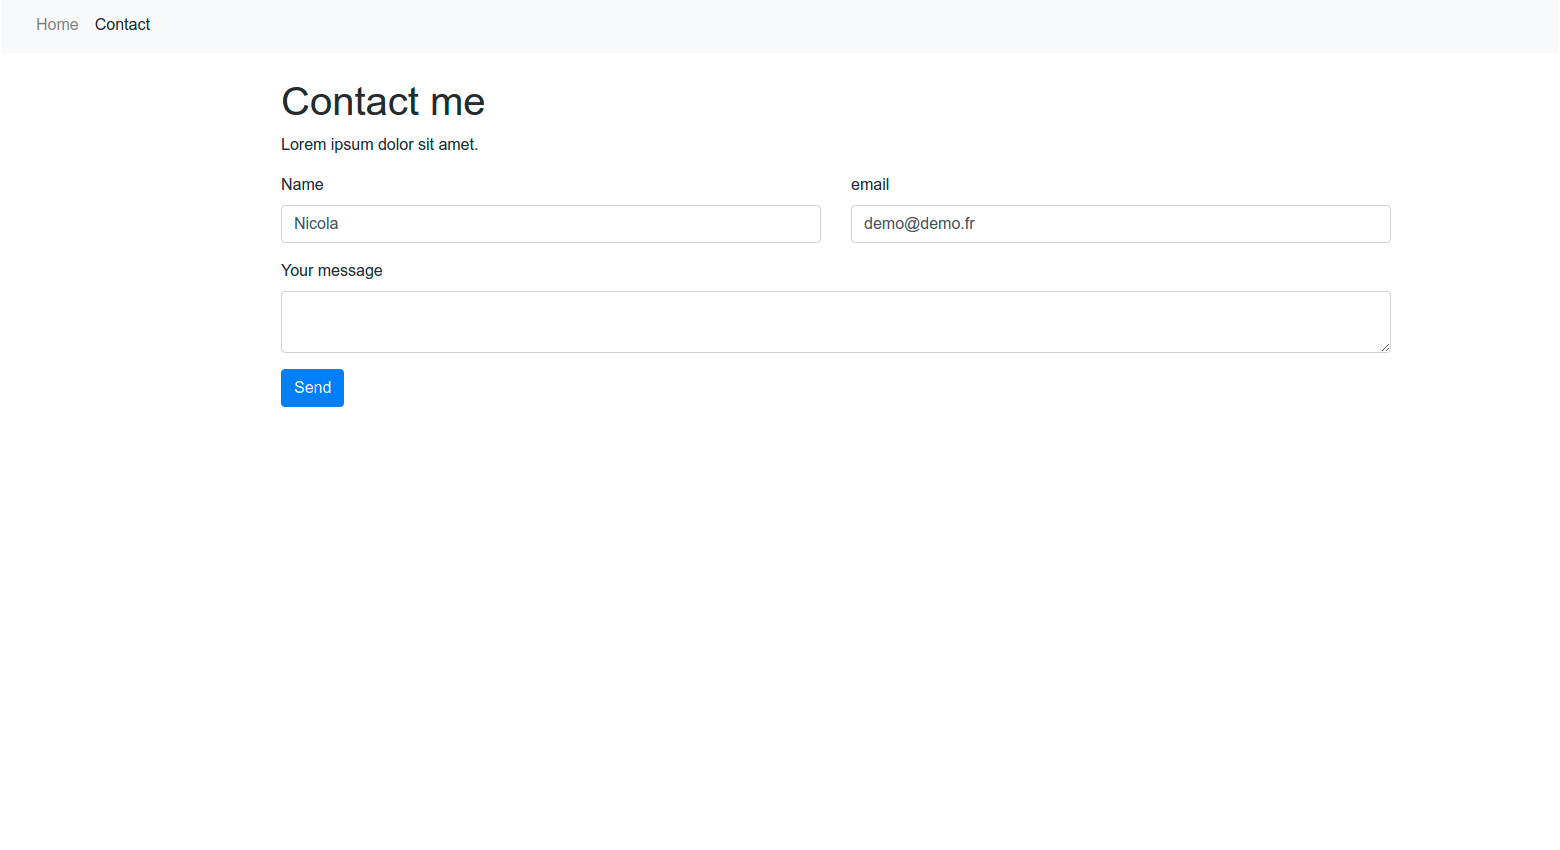 Home Contact
Contact me
Lorem ipsum dolor sit amet.
Name email
Nicola demo@demo.fr
Your message
Send